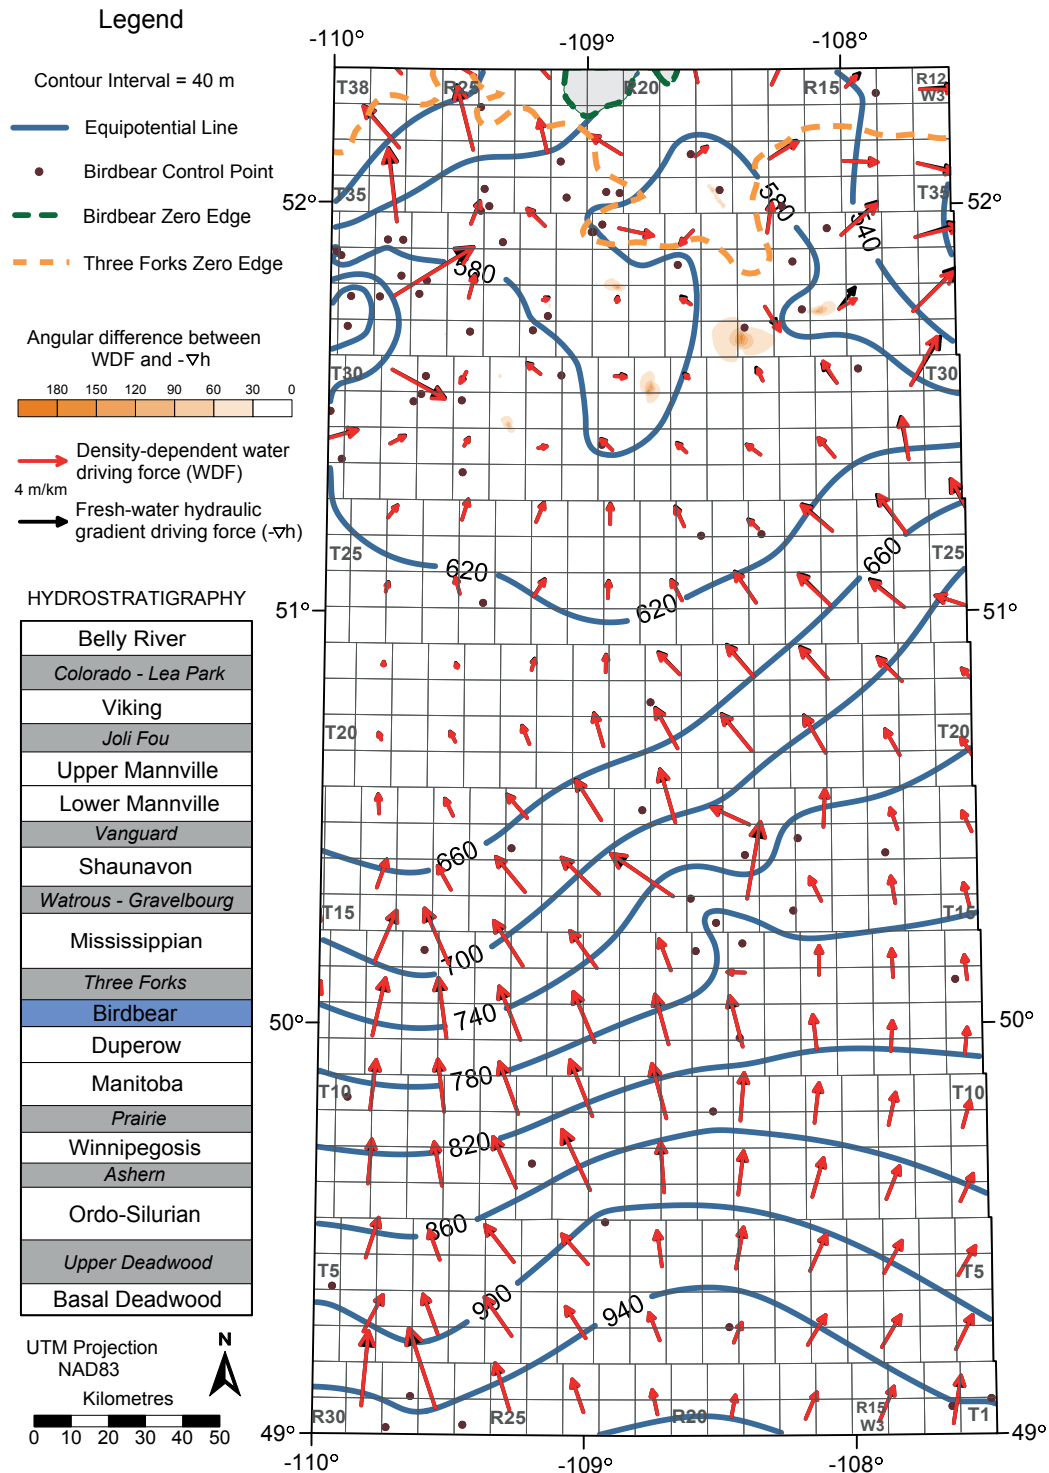 Legend
Contour Interval = 40 m
Equipotential Line
Birdbear Control Point
Birdbear Zero Edge
Three Forks Zero Edge
Angular difference between
WDF and -∇h
180 150 120 90 60 30 0
Density-dependent water
driving force (WDF)
4 m/km
Fresh-water hydraulic
gradient driving force (-∇h)
HYDROSTRATIGRAPHY
Belly River
Colorado - Lea Park
Viking
Joli Fou
Upper Mannville
Lower Mannville
Vanguard
Shaunavon
Watrous - Gravelbourg
Mississippian
Three Forks
Birdbear
Duperow
Manitoba
Prairie
Winnipegosis
Ashern
Ordo-Silurian
Upper Deadwood
Basal Deadwood
UTM Projection
NAD83
N
Kilometres
0 10 20 30 40 50
-110° -109° -108°
T38 R25 R20 R15 R12
W3
52° T35 T35 52°
580
540
580
T30 T30
T25 T25
620
660
51° 620 51°
T20 T20
660
T15 T15
700
740
50° 50°
780
T10 T10
820
860
T5 T5
900
940
R30 R25 R20 R15
W3
T1
49° 49°
-110° -109° -108°